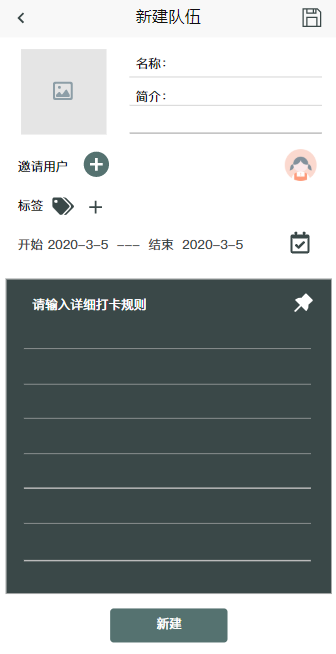 新建队伍
名称：
简介：
邀请用户
标签
开始 2020-3-5 --- 结束 2020-3-5
请输入详细打卡规则
新建